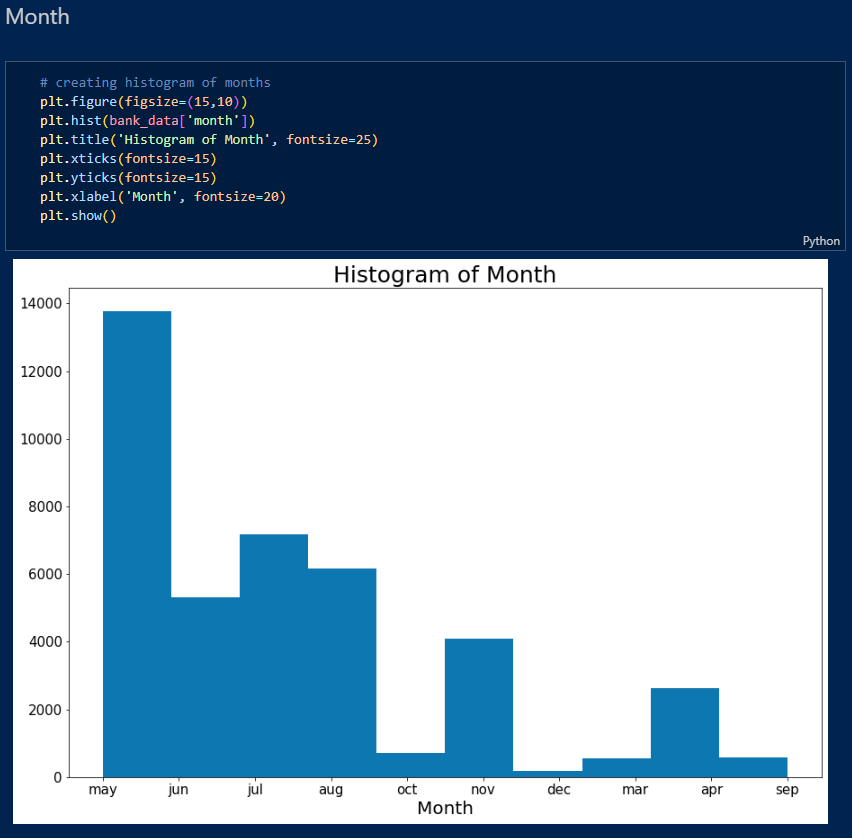 Month
# creating histogram of months
plt.figure(figsize=(15,10))
plt.hist(bank_data['month'])
plt.title('Histogram of Month', fontsize=25)
plt.xticks(fontsize=15)
plt.yticks(fontsize=15)
plt.xlabel('Month', fontsize=20)
plt.show()
Python
Histogram of Month
14000
12000
10000
8000
6000
4000
2000
0
may jun jul aug oct nov dec mar apr sep
Month